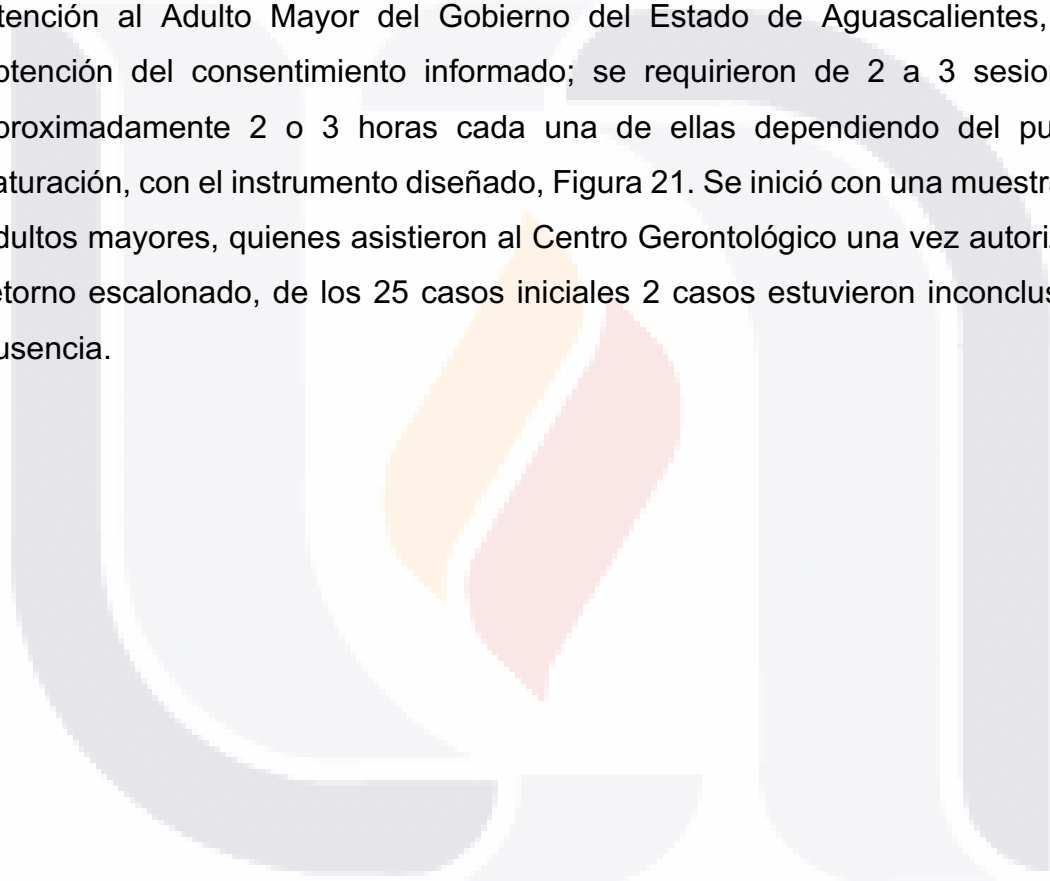 tención al Adulto Mayor del Gobierno del Estado de Aguascalientes,
otención del consentimiento informado; se requirieron de 2 a 3 sesio
proximadamente 2 o 3 horas cada una de ellas dependiendo del pu
aturación, con el instrumento diseñado, Figura 21. Se inició con una muestra
dultos mayores, quienes asistieron al Centro Gerontológico una vez autori
etorno escalonado, de los 25 casos iniciales 2 casos estuvieron inconclus
usencia.